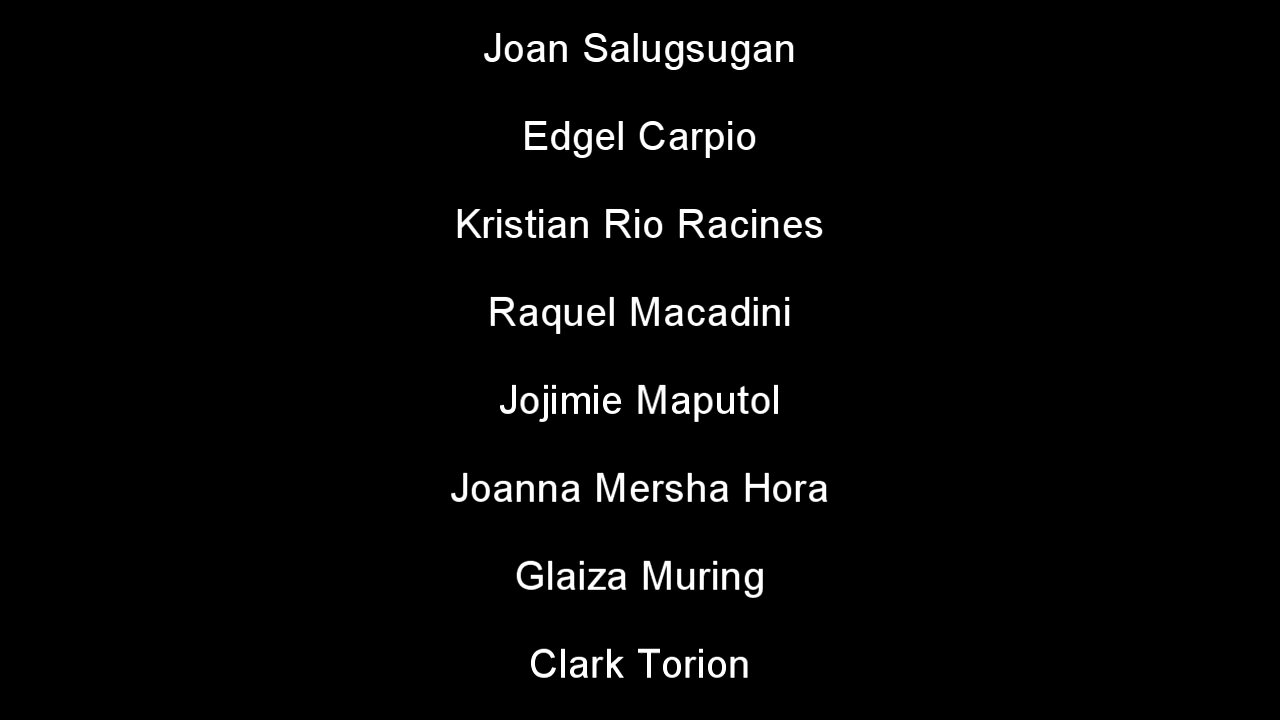 Joan Salugsugan
Edgel Carpio
Kristian Rio Racines
Raquel Macadini
Jojimie Maputol
Joanna Mersha Hora
Glaiza Muring
Clark Torion